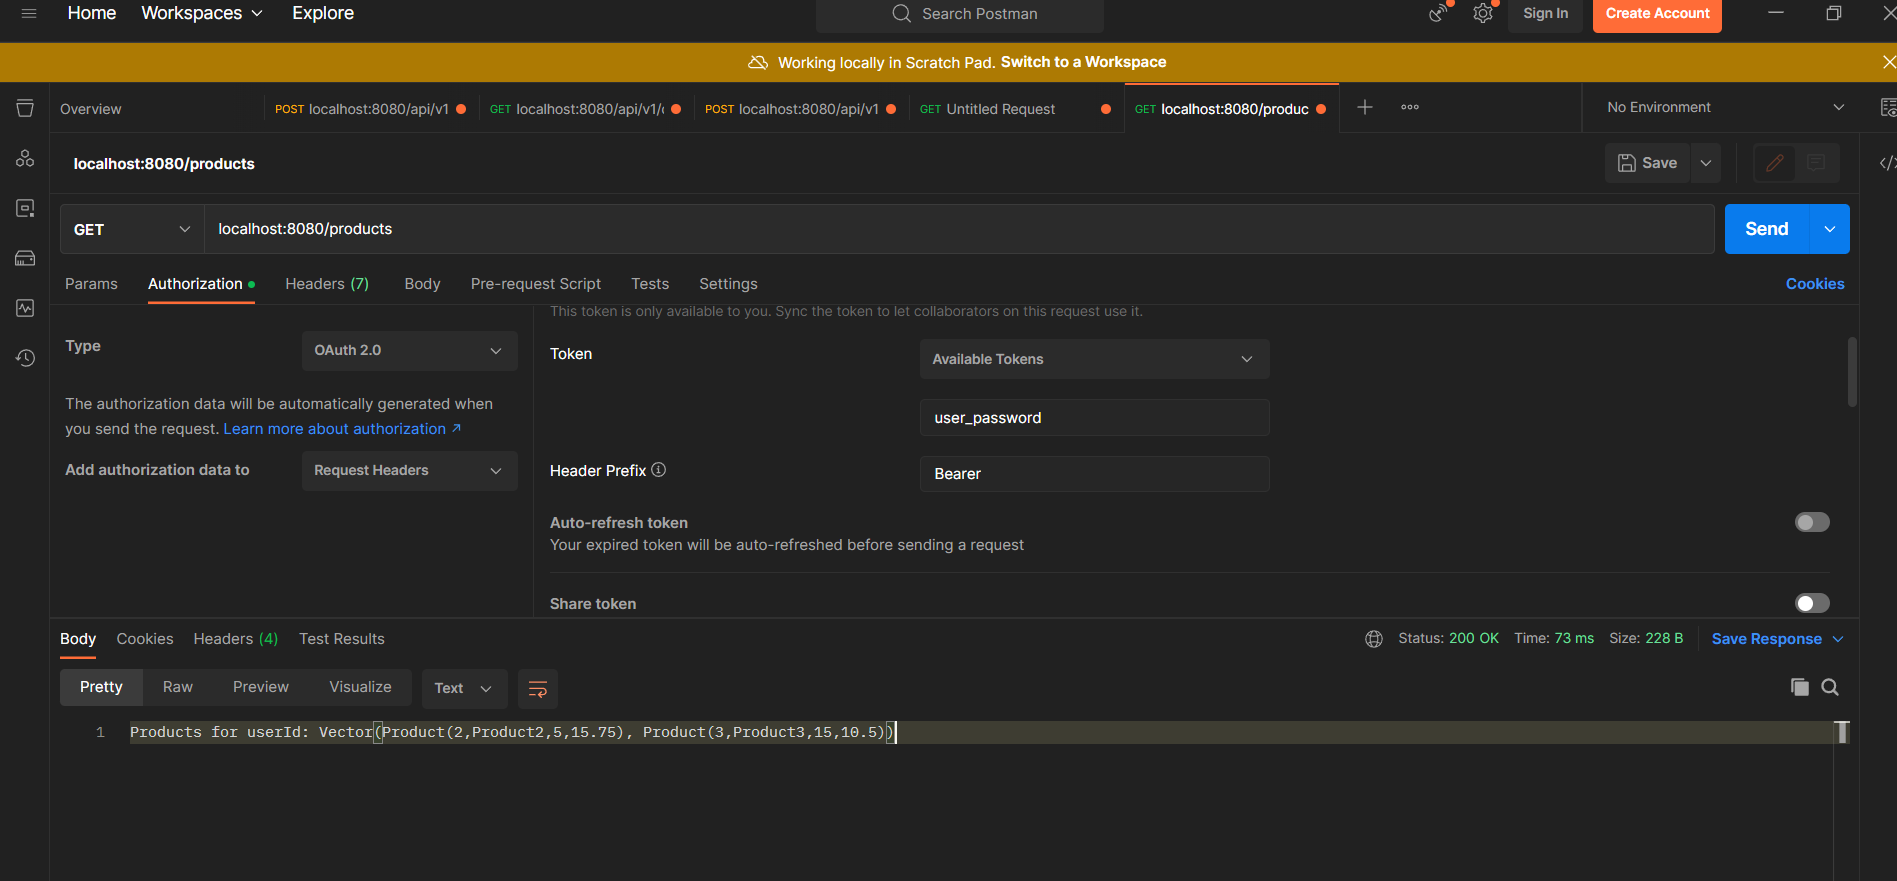 Home Workspaces Explore Search Postman Sign In Create Account
Working locally in Scratch Pad. Switch to a Workspace
Overview POST localhost:8080/api/v1 GET localhost:8080/api/v1/ POST localhost:8080/api/v1 GET Untitled Request GET localhost:8080/produc No Environment
localhost:8080/products Save
GET localhost:8080/products Send
Params Authorization Headers (7) Body Pre-request Script Tests Settings Cookies
This token is only available to you. Sync the token to let collaborators on this request use it.
Type OAuth 2.0 Token Available Tokens
The authorization data will be automatically generated when
you send the request. Learn more about authorization ↗
user_password
Add authorization data to Request Headers Header Prefix Bearer
Auto-refresh token
Your expired token will be auto-refreshed before sending a request
Share token
Body Cookies Headers (4) Test Results Status: 200 OK Time: 73 ms Size: 228 B Save Response
Pretty Raw Preview Visualize Text
1 Products for userId: Vector(Product(2,Product2,5,15.75), Product(3,Product3,15,10.5))